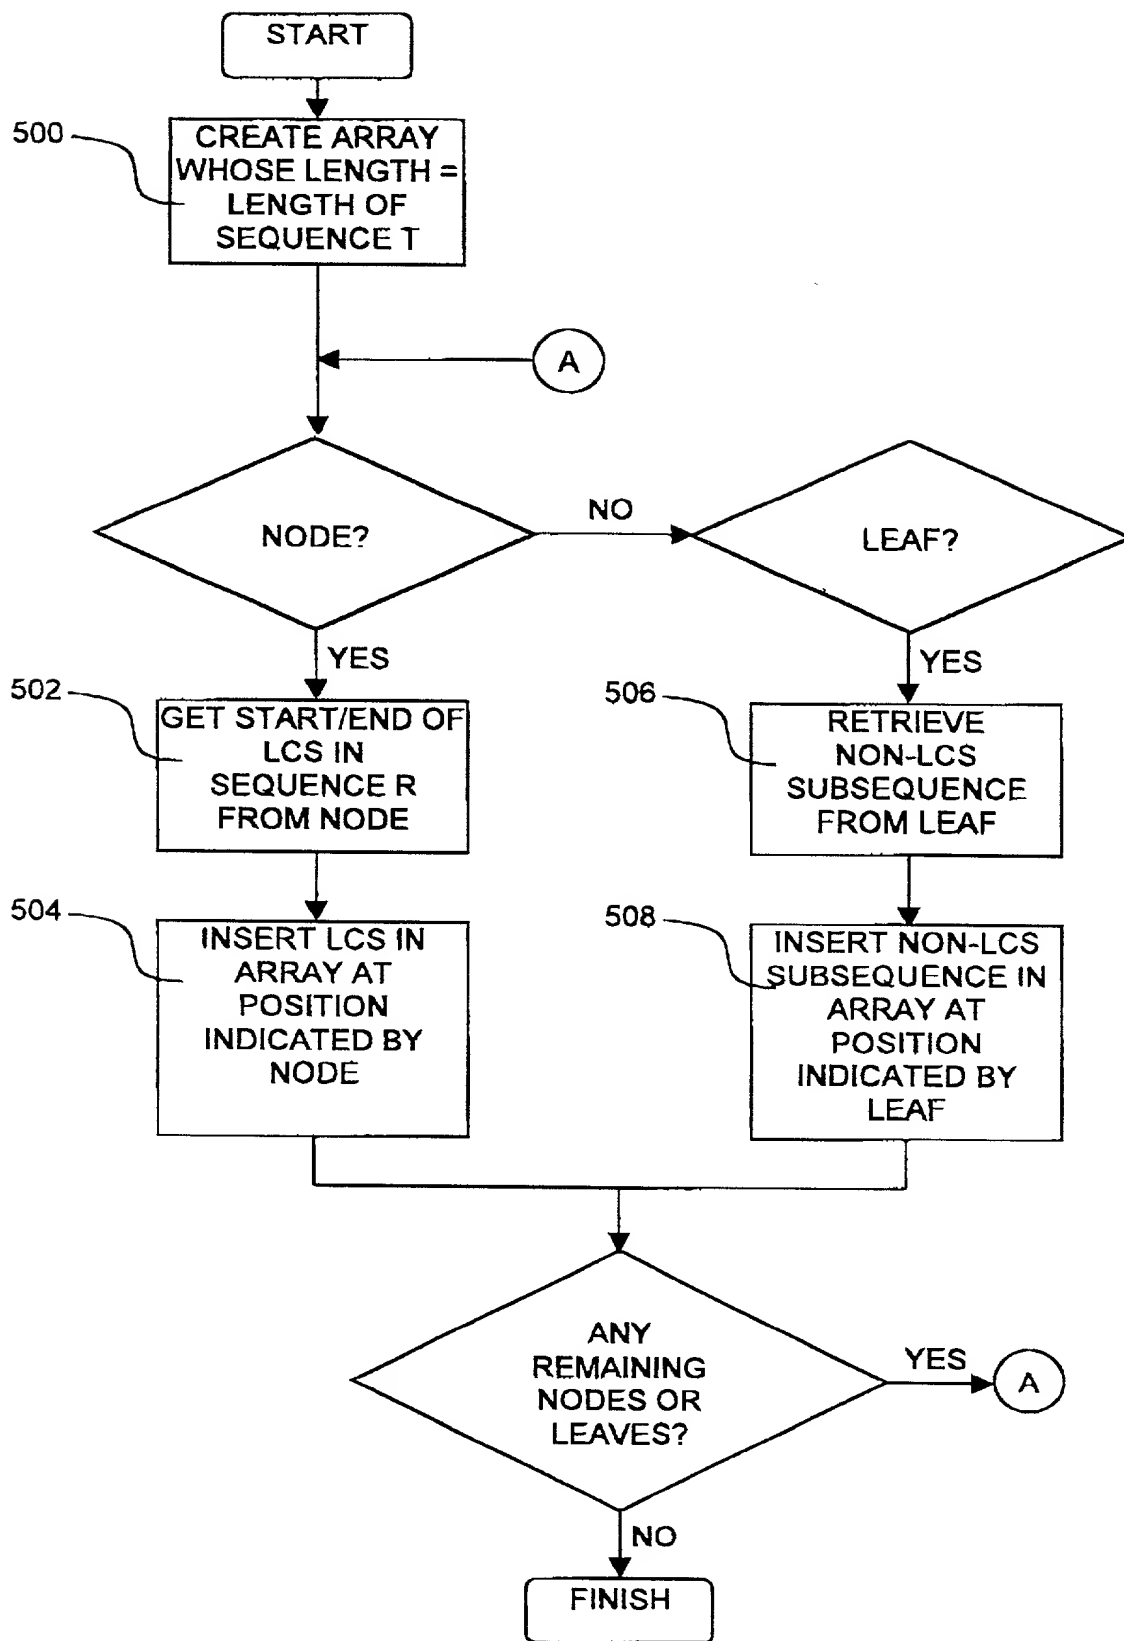 START
500
CREATE ARRAY
WHOSE LENGTH =
LENGTH OF
SEQUENCE T
A
NODE?
NO
LEAF?
YES
YES
502
GET START/END OF
LCS IN
SEQUENCE R
FROM NODE
506
RETRIEVE
NON-LCS
SUBSEQUENCE
FROM LEAF
504
INSERT LCS IN
ARRAY AT
POSITION
INDICATED BY
NODE
508
INSERT NON-LCS
SUBSEQUENCE IN
ARRAY AT
POSITION
INDICATED BY
LEAF
ANY
REMAINING
NODES OR
LEAVES?
YES
A
NO
FINISH